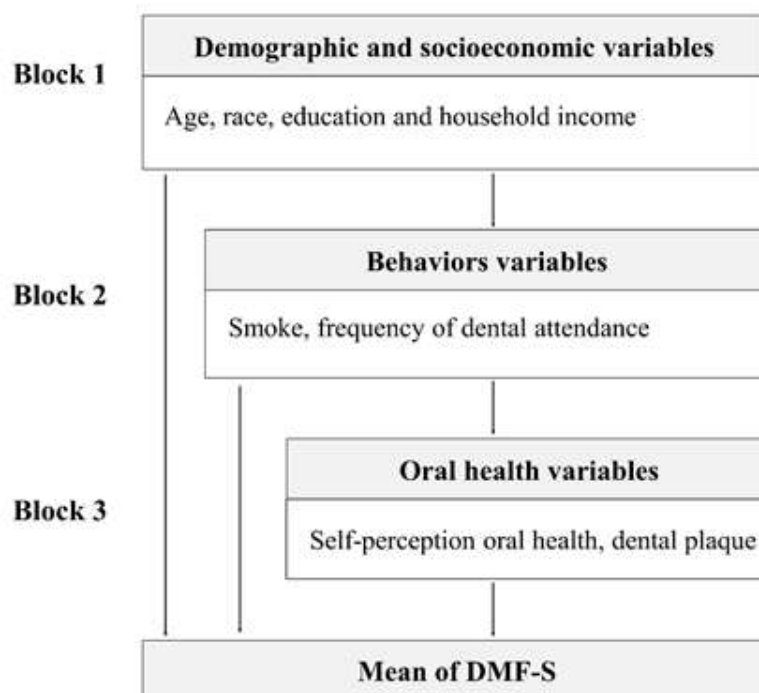 Demographic and socioeconomic variables
Block 1
Age, race, education and household income
Behaviors variables
Block 2
Smoke, frequency of dental attendance
Oral health variables
Block 3
Self-perception oral health, dental plaque
Mean of DMF-S